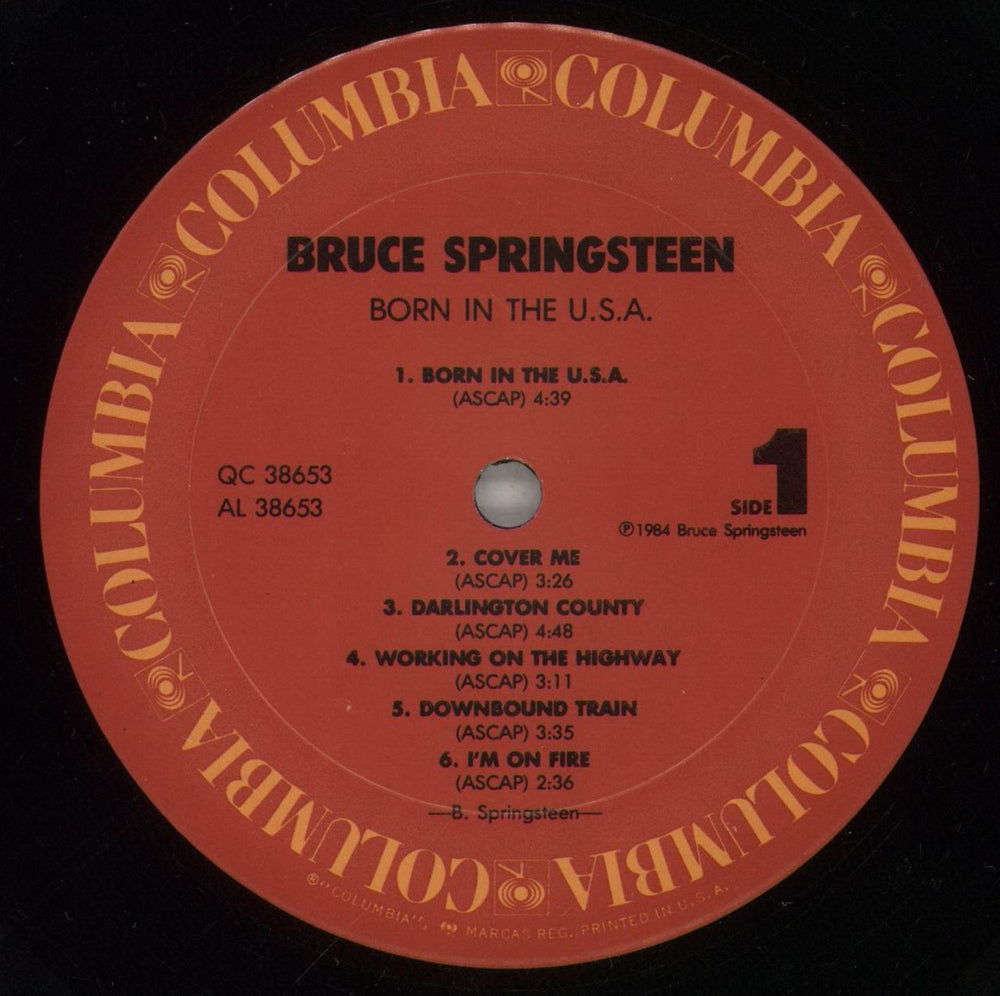 COLUMBIA COLUMBIA COLUMBIA COLUMBIA COLUMBIA COLUMBIA
BRUCE SPRINGSTEEN
BORN IN THE U.S.A.
1. BORN IN THE U.S.A.
(ASCAP) 4:39
QC 38653
AL 38653
SIDE 1
℗1984 Bruce Springsteen
2. COVER ME
(ASCAP) 3:26
3. DARLINGTON COUNTY
(ASCAP) 4:48
4. WORKING ON THE HIGHWAY
(ASCAP) 3:11
5. DOWNBOUND TRAIN
(ASCAP) 3:35
6. I'M ON FIRE
(ASCAP) 2:36
—B. Springsteen—
®"COLUMBIA", MARCAS REG. PRINTED IN U.S.A.